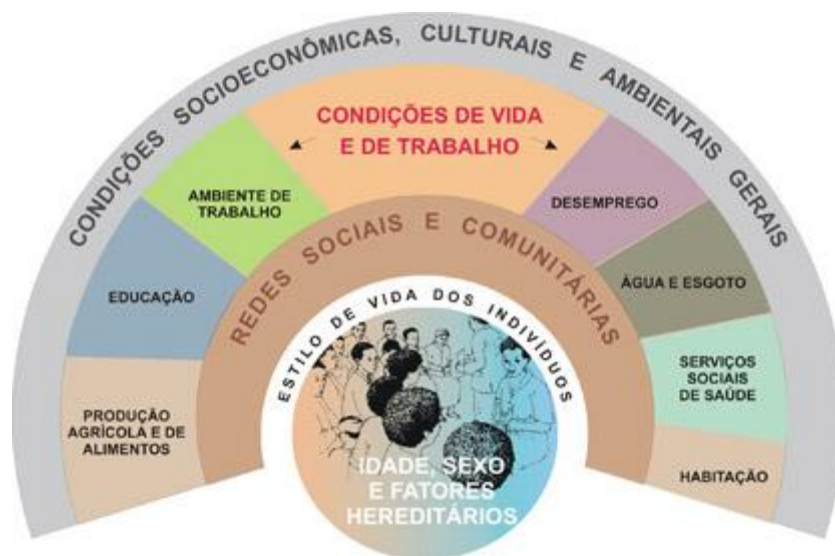 CONDIÇÕES SOCIOECONÔMICAS, CULTURAIS E AMBIENTAIS GERAIS
CONDIÇÕES DE VIDA
E DE TRABALHO
AMBIENTE DE
TRABALHO
DESEMPREGO
EDUCAÇÃO
ÁGUA E ESGOTO
PRODUÇÃO
AGRÍCOLA E DE
ALIMENTOS
SERVIÇOS
SOCIAIS
DE SAÚDE
HABITAÇÃO
REDES SOCIAIS E COMUNITÁRIAS
ESTILO DE VIDA DOS INDIVÍDUOS
IDADE, SEXO
E FATORES
HEREDITÁRIOS